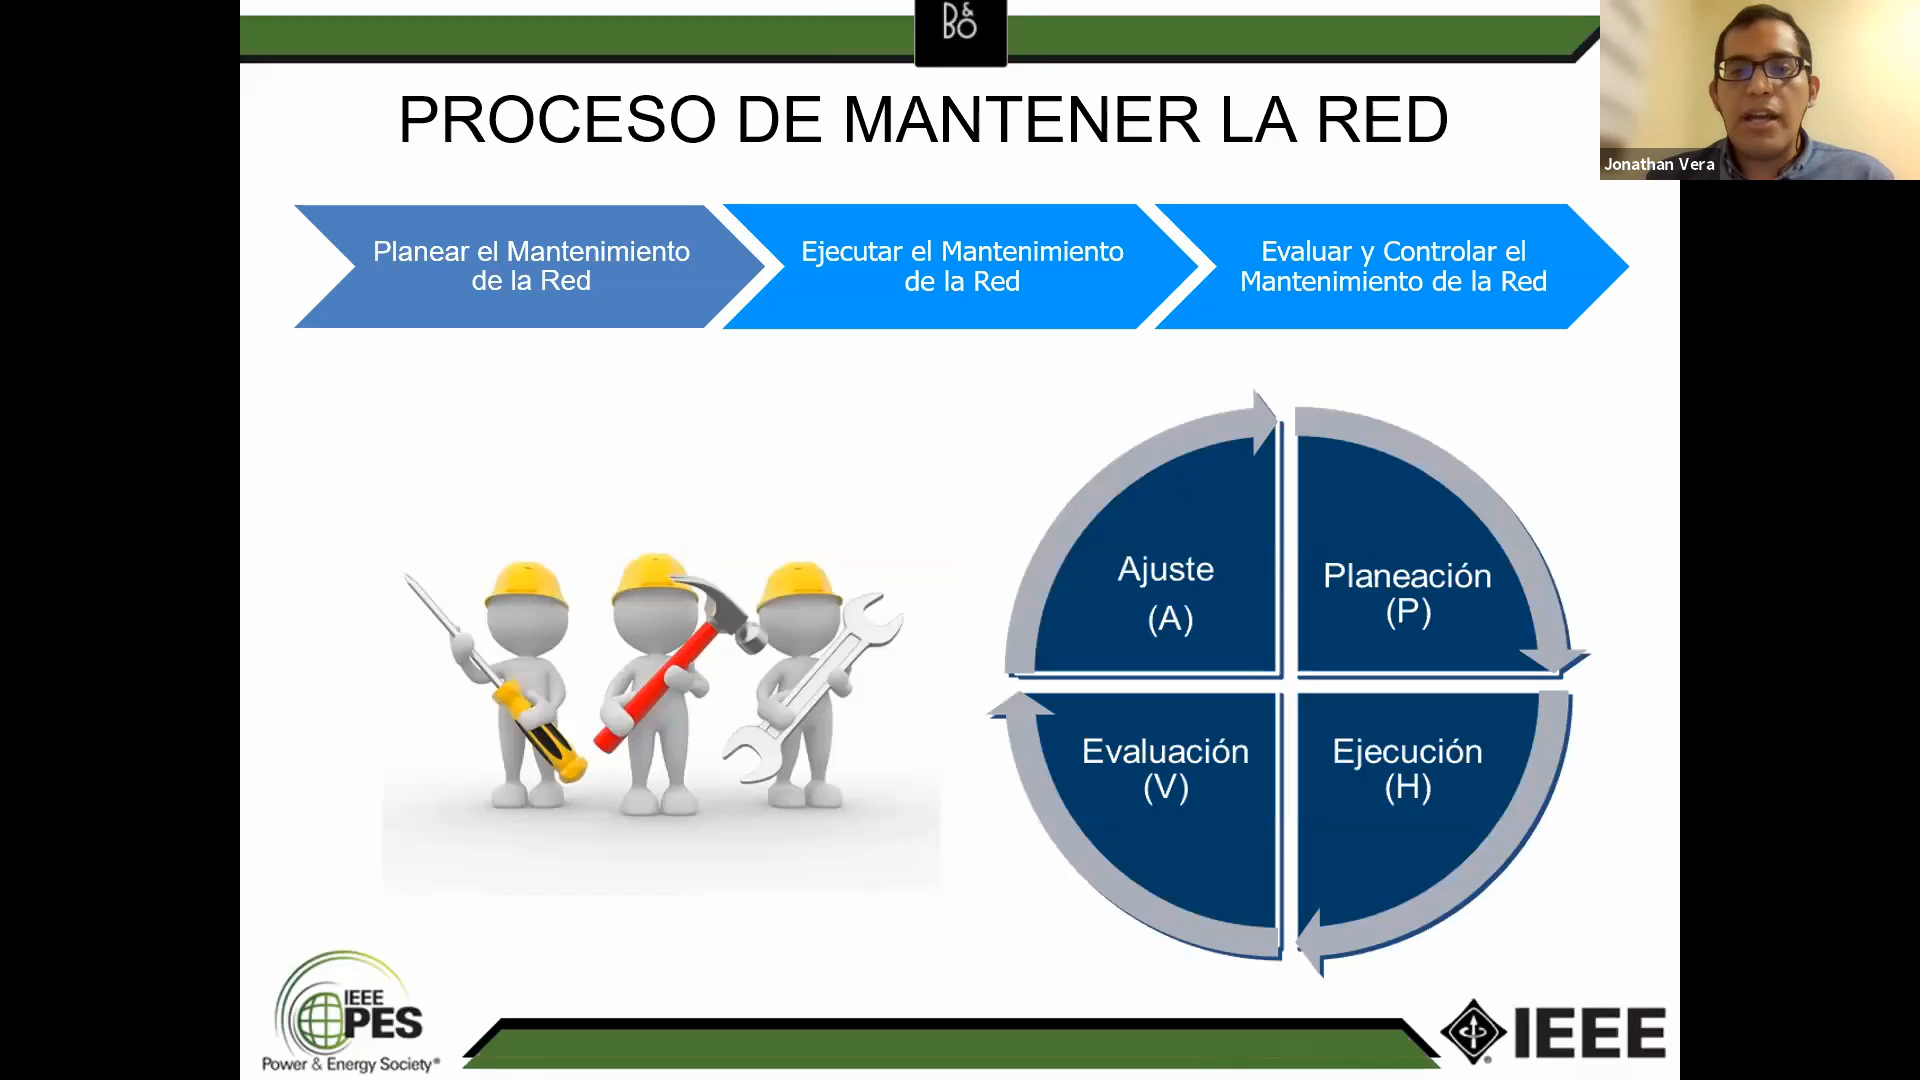 B&O
PROCESO DE MANTENER LA RED
Jonathan Vera
Planear el Mantenimiento
de la Red
Ejecutar el Mantenimiento
de la Red
Evaluar y Controlar el
Mantenimiento de la Red
Ajuste
(A)
Planeación
(P)
Evaluación
(V)
Ejecución
(H)
IEEE
PES
Power & Energy Society®
IEEE